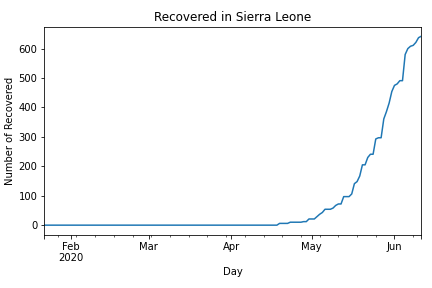 Recovered in Sierra Leone
Number of Recovered
600
500
400
300
200
100
0
Feb
2020
Mar
Apr
May
Jun
Day